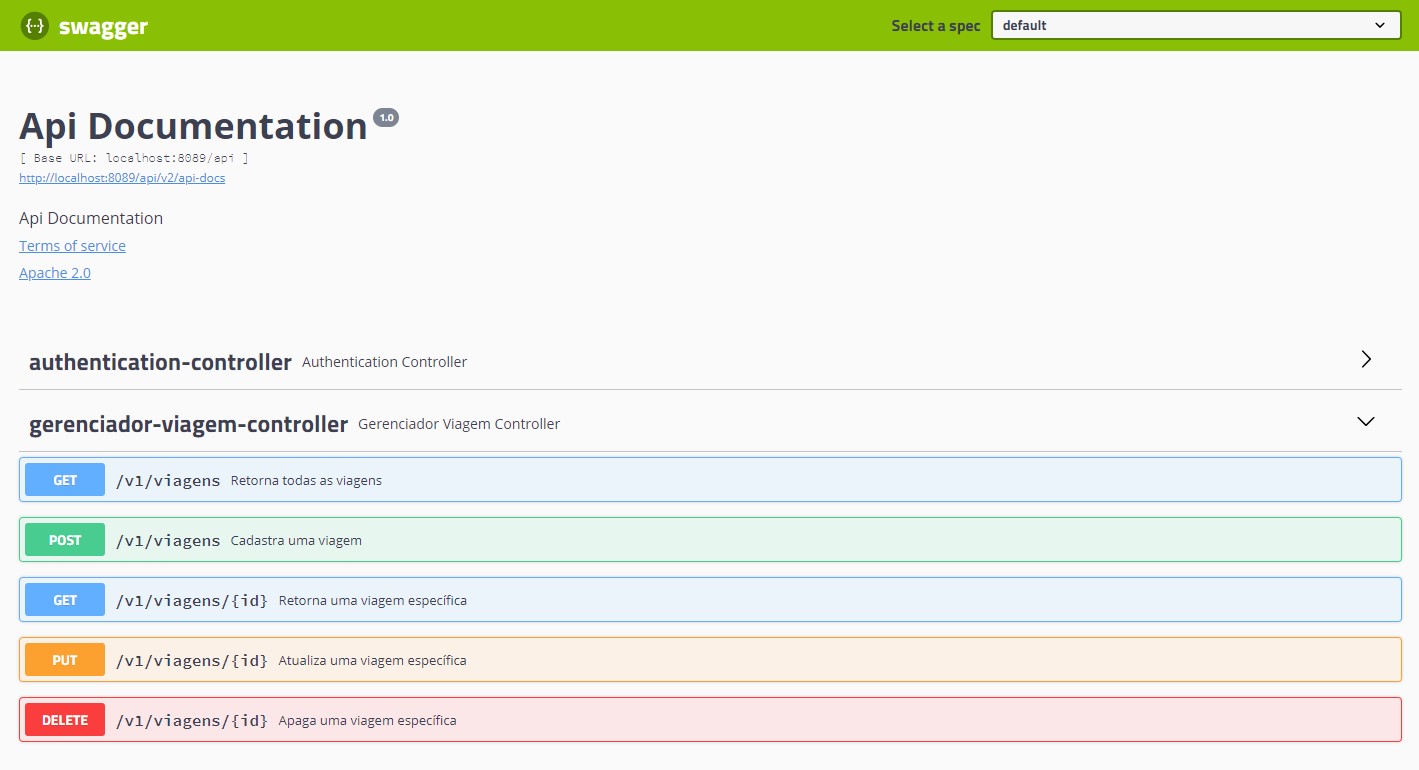 {···} swagger Select a spec default
Api Documentation 1.0
[ Base URL: localhost:8089/api ]
http://localhost:8089/api/v2/api-docs
Api Documentation
Terms of service
Apache 2.0
authentication-controller Authentication Controller
gerenciador-viagem-controller Gerenciador Viagem Controller
GET /v1/viagens Retorna todas as viagens
POST /v1/viagens Cadastra uma viagem
GET /v1/viagens/{id} Retorna uma viagem específica
PUT /v1/viagens/{id} Atualiza uma viagem específica
DELETE /v1/viagens/{id} Apaga uma viagem específica